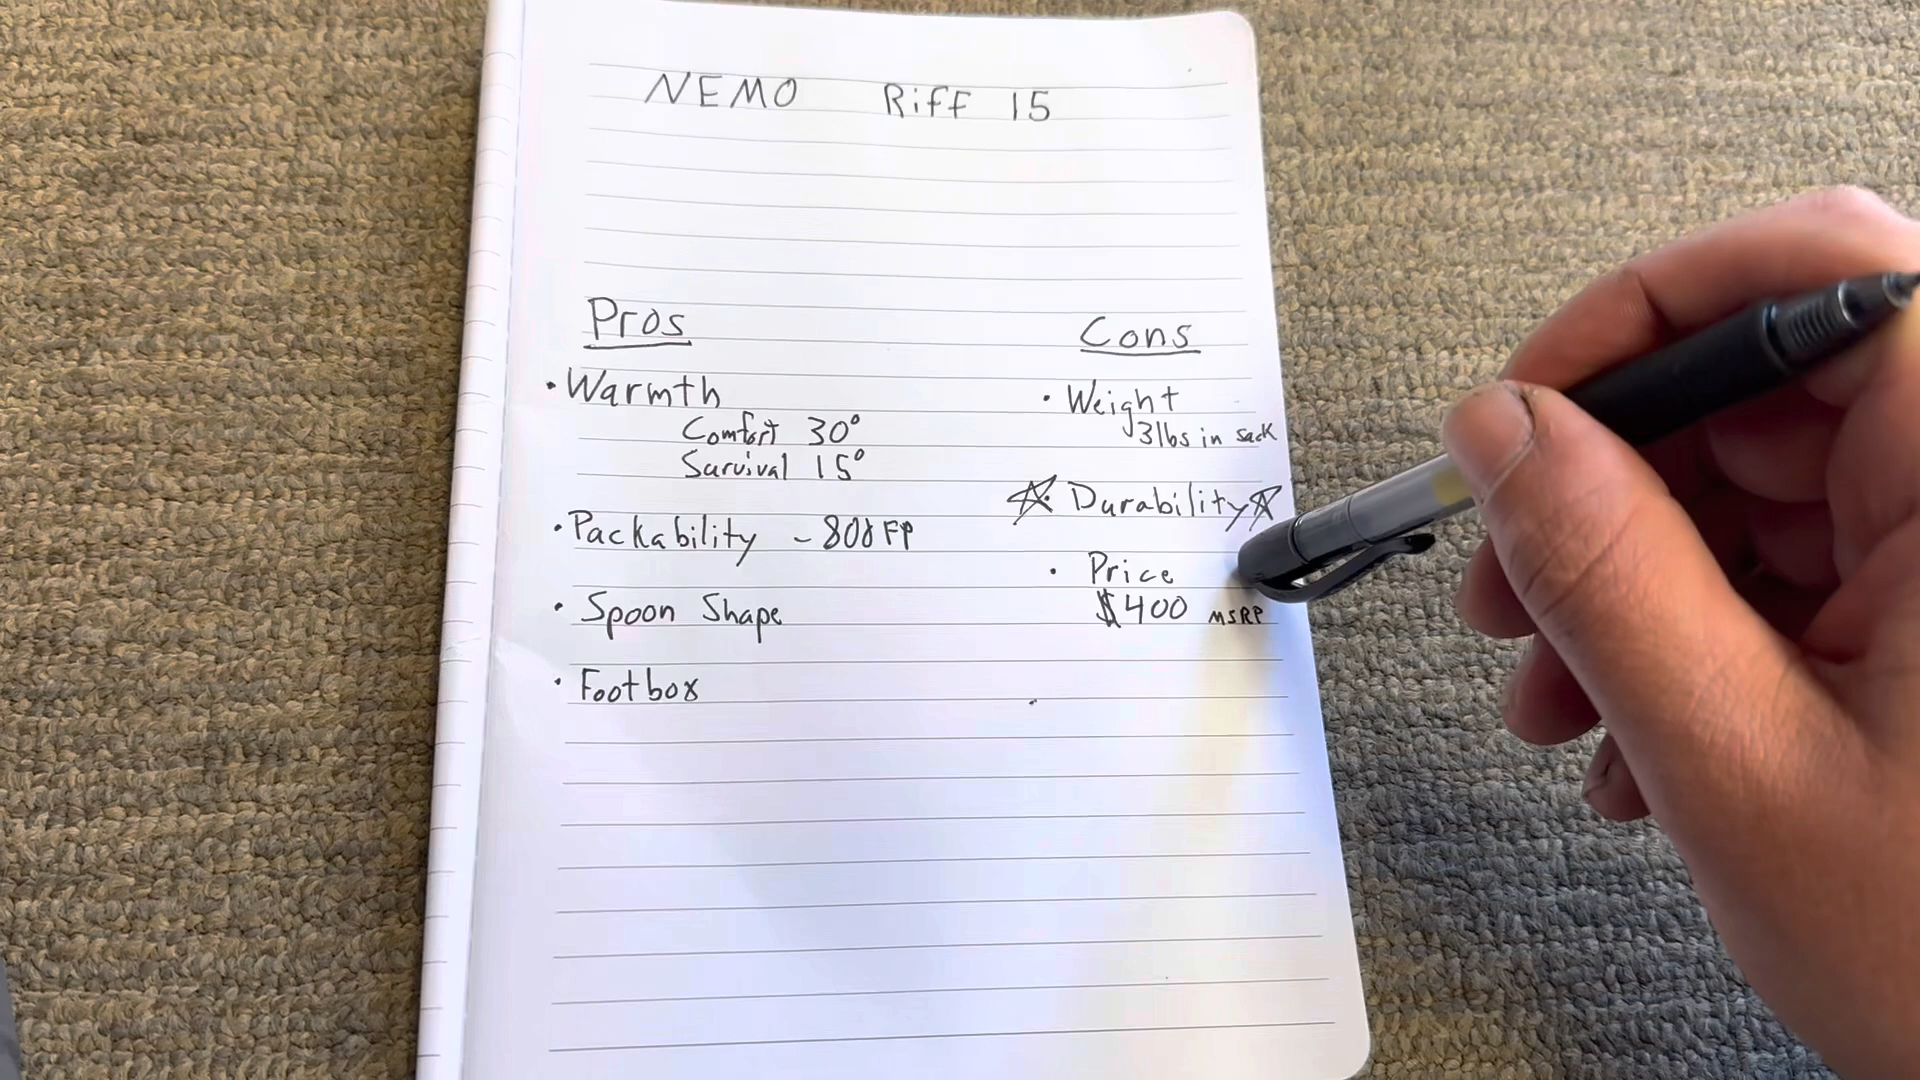 NEMO Riff 15
Pros
• Warmth
Comfort 30°
Survival 15°
• Packability - 800 FP
• Spoon Shape
• Footbox
Cons
• Weight
3lbs in sack
☆• Durability ☆
• Price
$400 MSRP